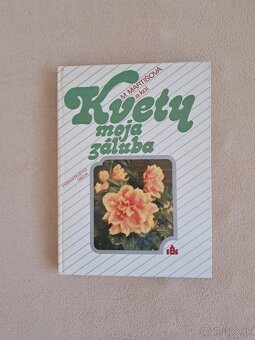 M. MARTIŠOVÁ
a kol.
Kvety
moja
záľuba